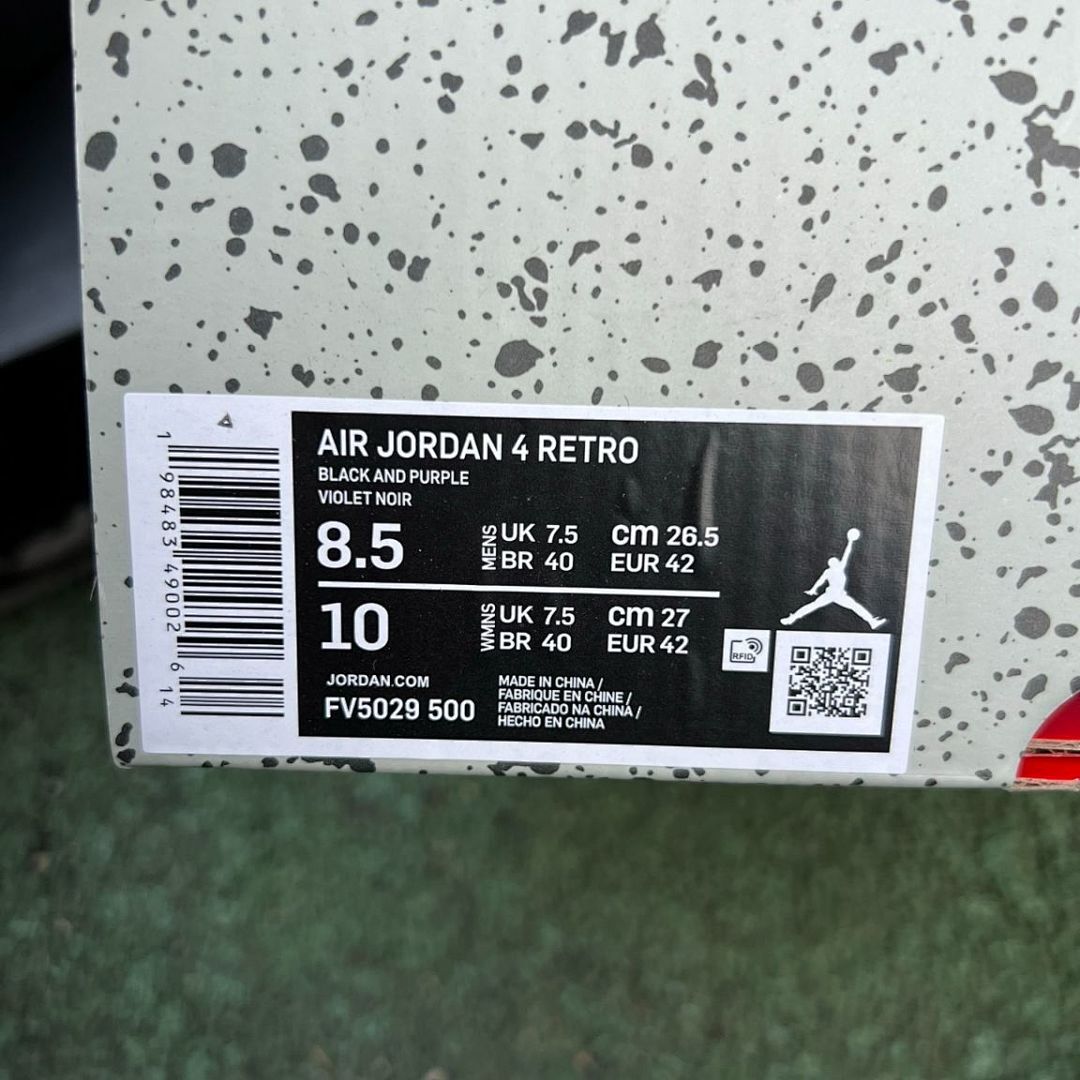 AIR JORDAN 4 RETRO
BLACK AND PURPLE
VIOLET NOIR
8.5 MENS UK 7.5 cm 26.5
BR 40 EUR 42
10 WMNS UK 7.5 cm 27
BR 40 EUR 42
RFID
JORDAN.COM
FV5029 500
MADE IN CHINA /
FABRIQUE EN CHINE /
FABRICADO NA CHINA /
HECHO EN CHINA
1 98483 49002 6 14